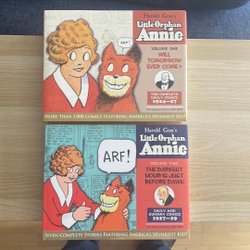 Harold Gray's
Little Orphan
Annie
VOLUME ONE
WILL
TOMORROW
EVER COME?
ARF!
THE COMPLETE
DAILY COMICS
1924-27
MORE THAN 1,000 COMICS FEATURING AMERICA'S SPUNKIEST KID!
Harold Gray's
Little Orphan
Annie
VOLUME TWO
THE DARKEST
HOUR IS JUST
BEFORE DAWN
ARF!
DAILY AND
SUNDAY COMICS
1927-29
SEVEN COMPLETE STORIES FEATURING AMERICA'S SPUNKIEST KID!